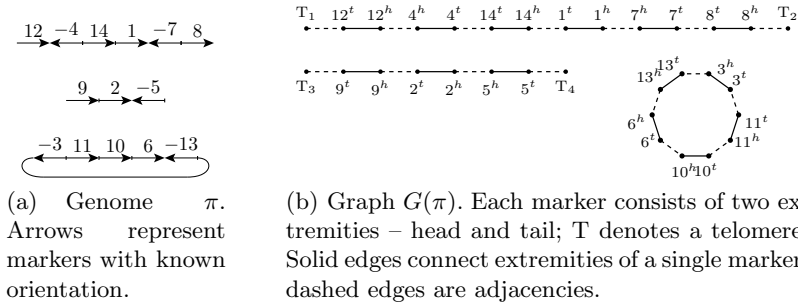 12 −4 14 1 −7 8
9 2 −5
−3 11 10 6 −13
(a) Genome π.
Arrows represent
markers with known
orientation.
T₁ 12ᵗ 12ʰ 4ʰ 4ᵗ 14ᵗ 14ʰ 1ᵗ 1ʰ 7ʰ 7ᵗ 8ᵗ 8ʰ T₂
T₃ 9ᵗ 9ʰ 2ᵗ 2ʰ 5ʰ 5ᵗ T₄
13ᵗ 3ʰ
13ʰ 3ᵗ
6ʰ 11ᵗ
6ᵗ 11ʰ
10ʰ10ᵗ
(b) Graph G(π). Each marker consists of two ex
tremities – head and tail; T denotes a telomere
Solid edges connect extremities of a single marker
dashed edges are adjacencies.